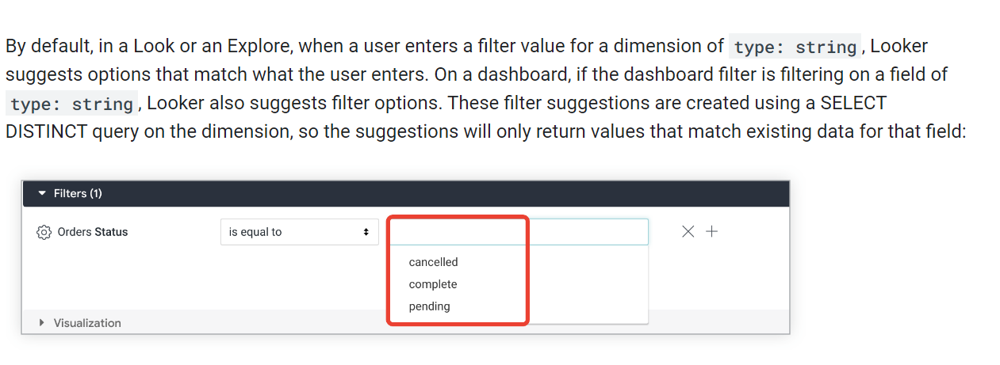 By default, in a Look or an Explore, when a user enters a filter value for a dimension of type: string, Looker
suggests options that match what the user enters. On a dashboard, if the dashboard filter is filtering on a field of
type: string, Looker also suggests filter options. These filter suggestions are created using a SELECT
DISTINCT query on the dimension, so the suggestions will only return values that match existing data for that field:
Filters (1)
Orders Status is equal to
cancelled
complete
pending
Visualization